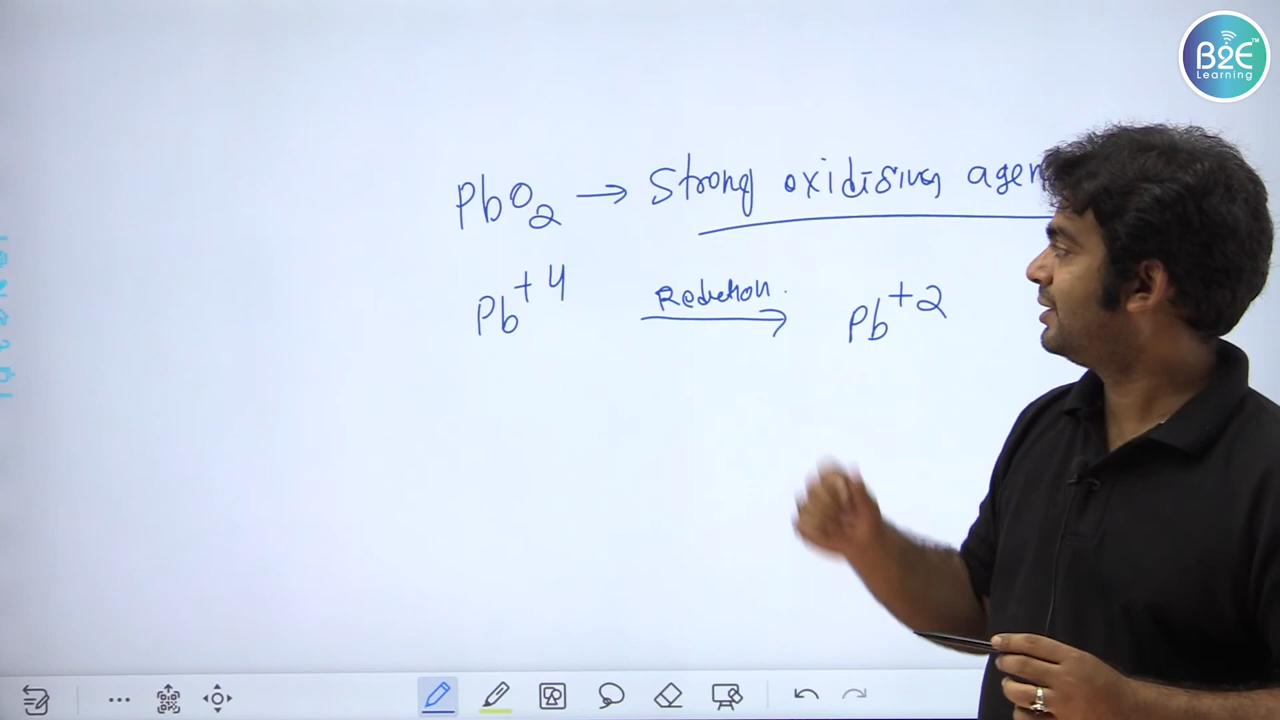 B2E
Learning
PbO2 → Strong oxidising agen
Pb+4 Reduction. Pb+2